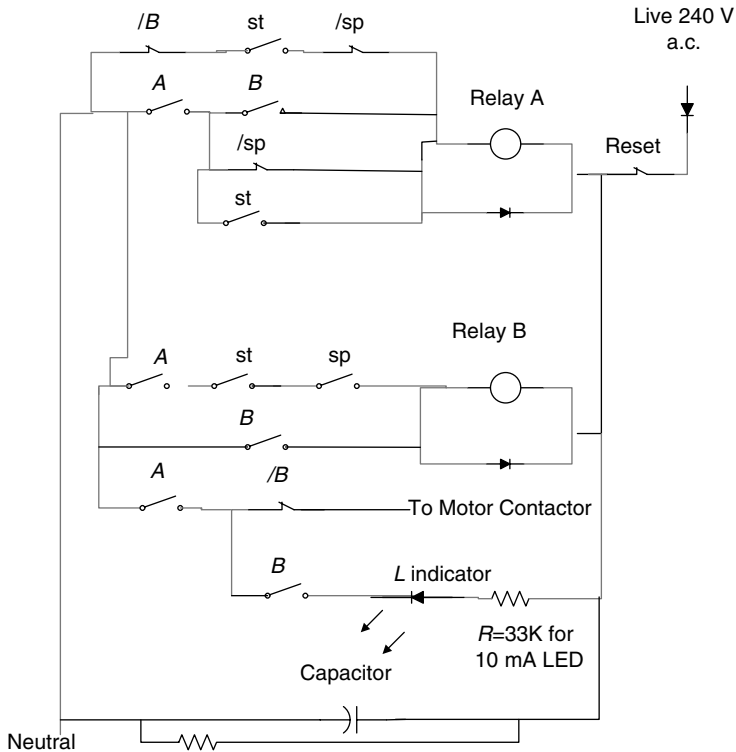 Live 240 V
a.c.
/B st /sp
A B
Relay A
Reset
/sp
st
Relay B
A st sp
B
A /B
To Motor Contactor
B
L indicator
R=33K for
10 mA LED
Capacitor
Neutral